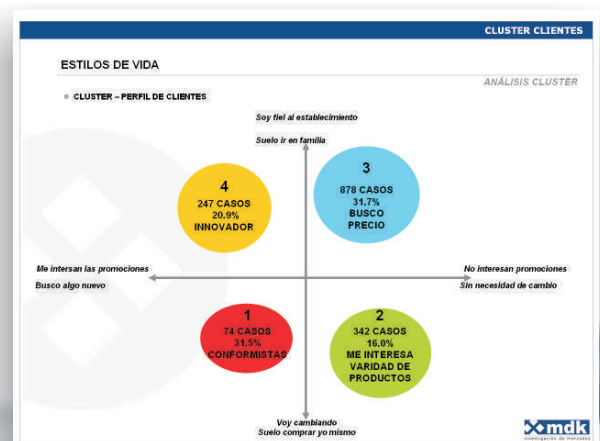 CLUSTER CLIENTES
ESTILOS DE VIDA
ANÁLISIS CLUSTER
CLUSTER – PERFIL DE CLIENTES
Soy fiel al establecimiento
Suelo ir en familia
4
247 CASOS
20.9%
INNOVADOR
3
878 CASOS
31.7%
BUSCO
PRECIO
Me intersan las promociones
Busco algo nuevo
No interesan promociones
Sin necesidad de cambio
1
74 CASOS
31.5%
CONFORMISTAS
2
342 CASOS
16.0%
ME INTERESA
VARIDAD DE
PRODUCTOS
Voy cambiando
Suelo comprar yo mismo
mdk
investigación de mercados